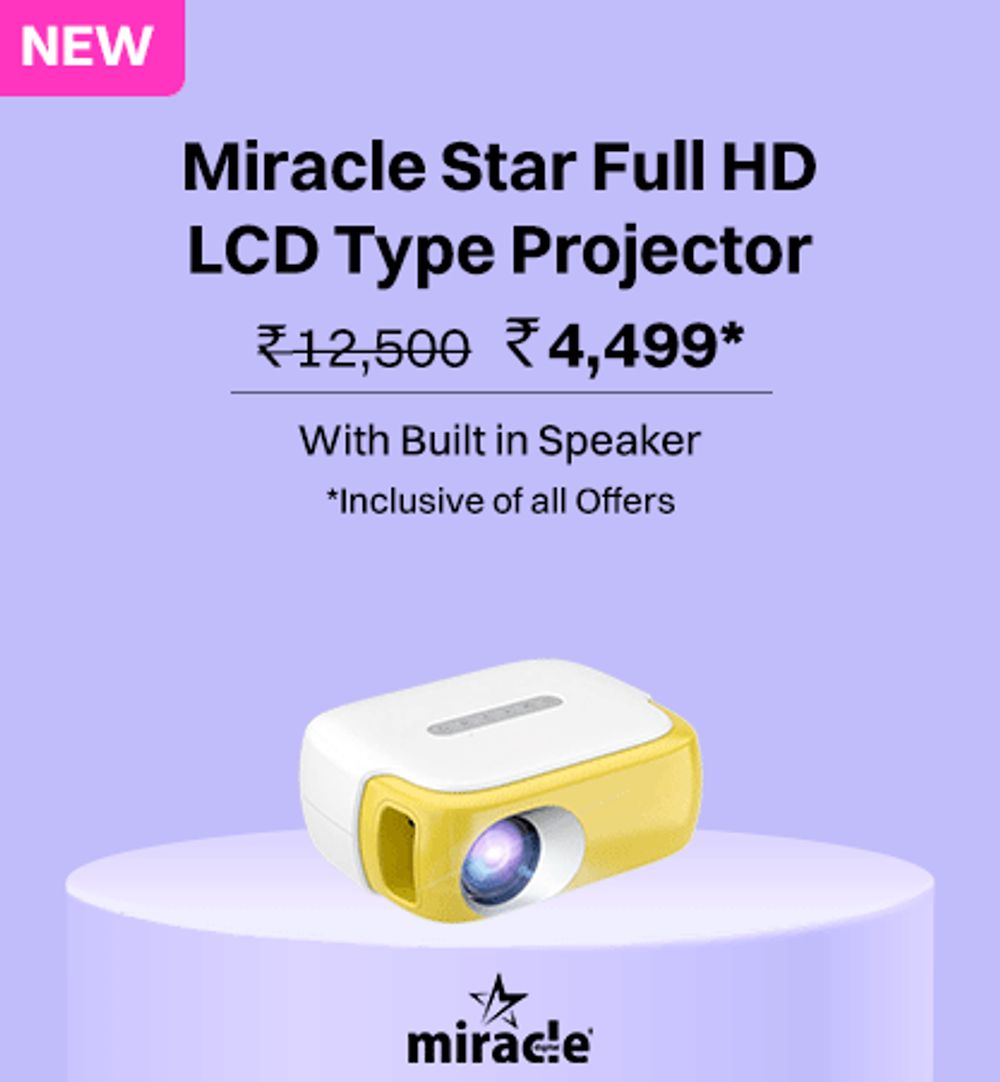 NEW
Miracle Star Full HD
LCD Type Projector
₹12,500 ₹4,499*
With Built in Speaker
*Inclusive of all Offers
miracle
digital